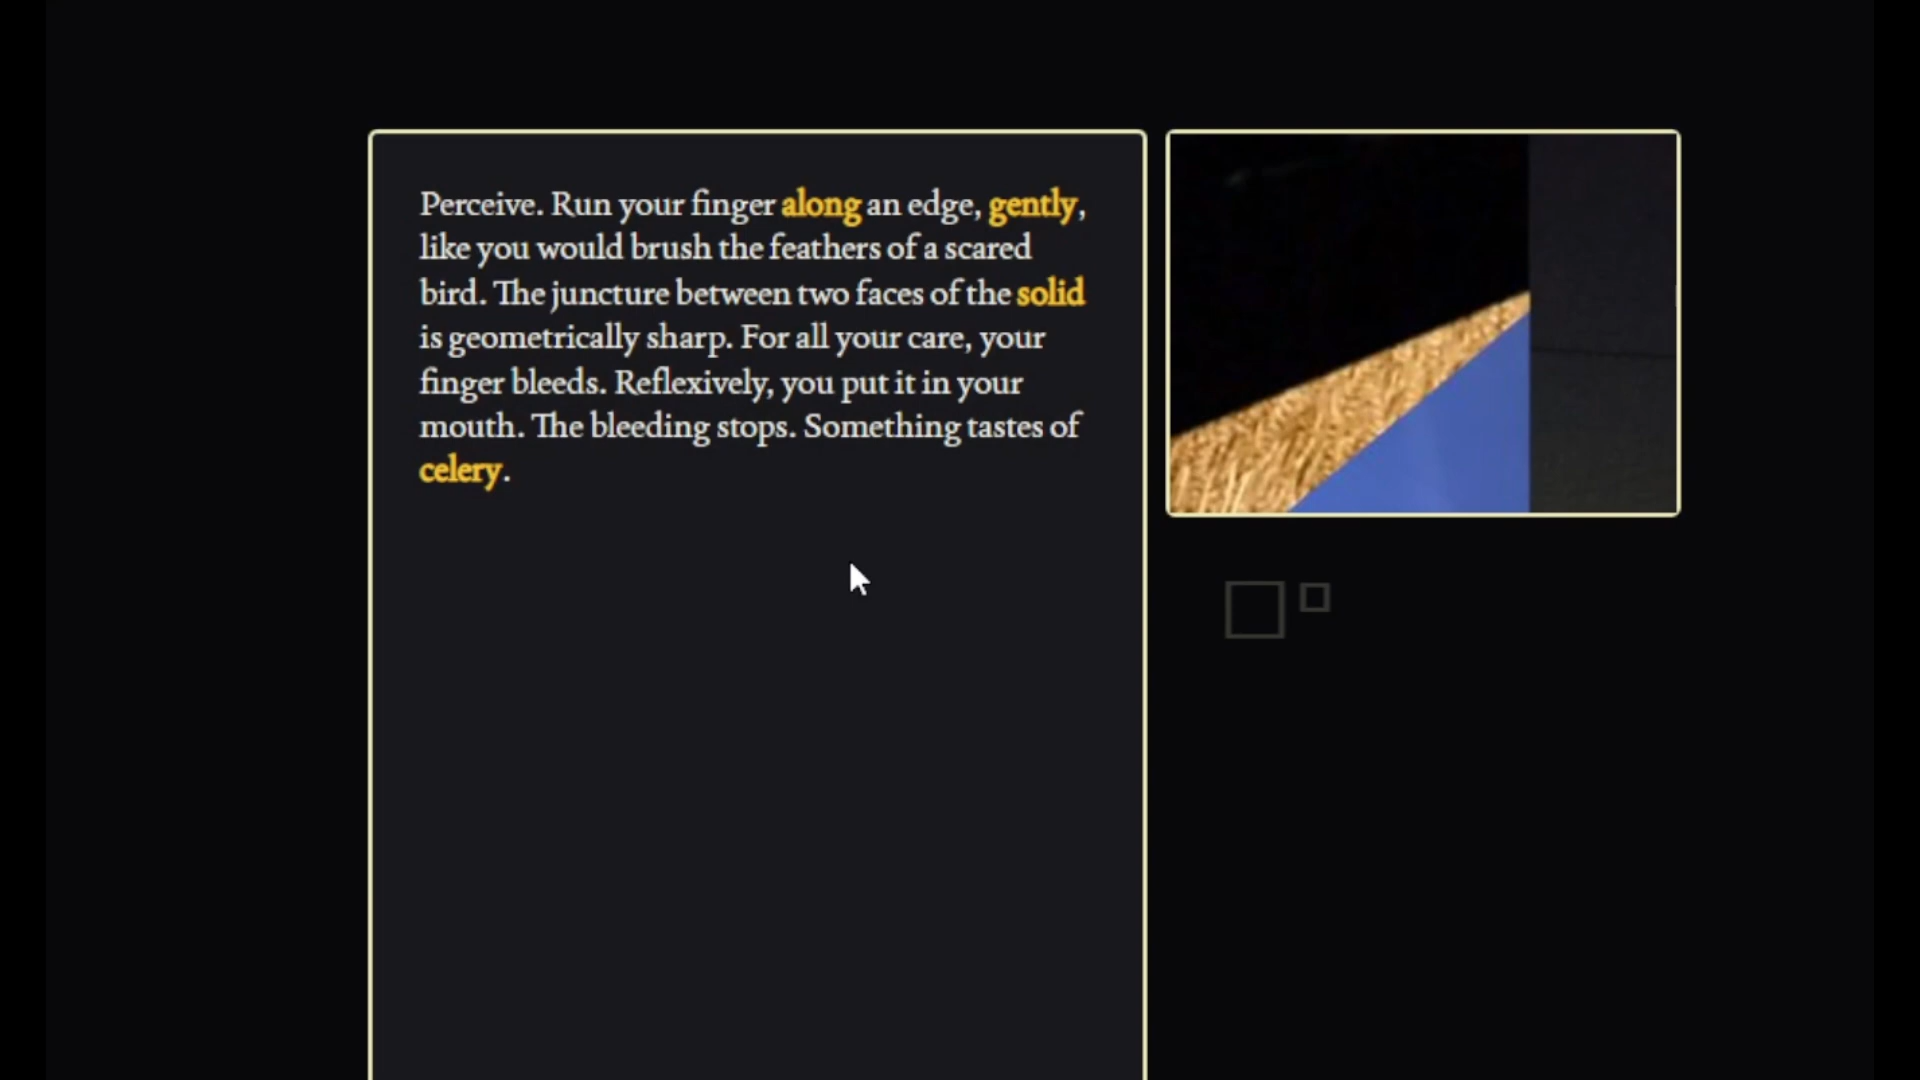 Perceive. Run your finger along an edge, gently,
like you would brush the feathers of a scared
bird. The juncture between two faces of the solid
is geometrically sharp. For all your care, your
finger bleeds. Reflexively, you put it in your
mouth. The bleeding stops. Something tastes of
celery.